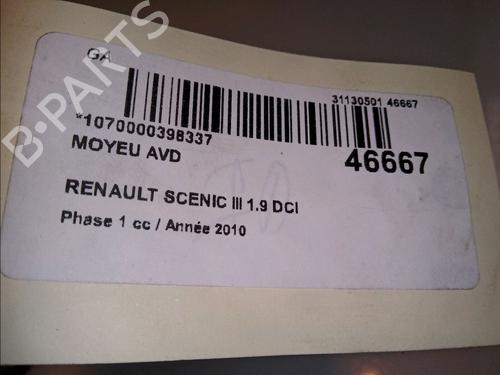 GA
31130501 46667
*1070000398337
MOYEU AVD
46667
RENAULT SCENIC III 1.9 DCI
Phase 1 cc / Année 2010
B-PARTS